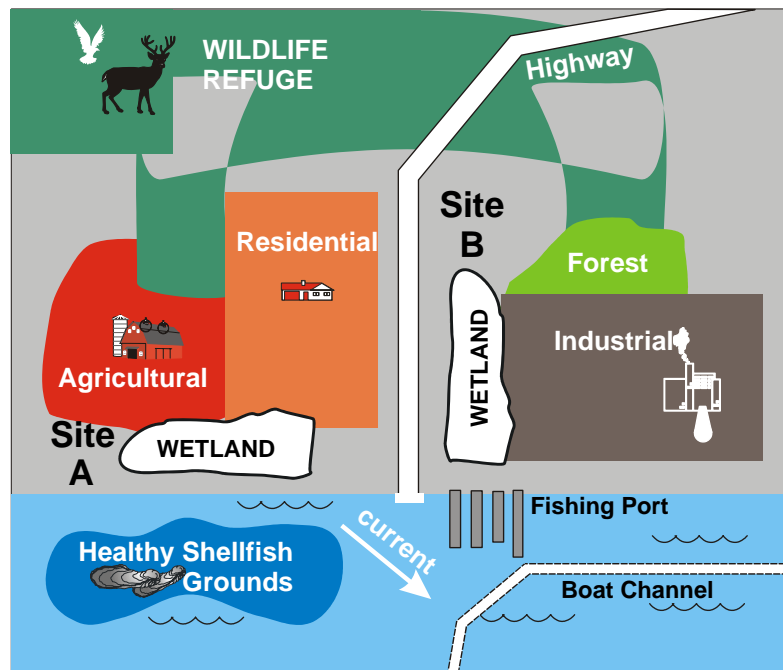 WILDLIFE
REFUGE
Highway
Site
B
Residential
Forest
Agricultural
WETLAND
Industrial
Site
A
WETLAND
Fishing Port
current
Healthy Shellfish
Grounds
Boat Channel